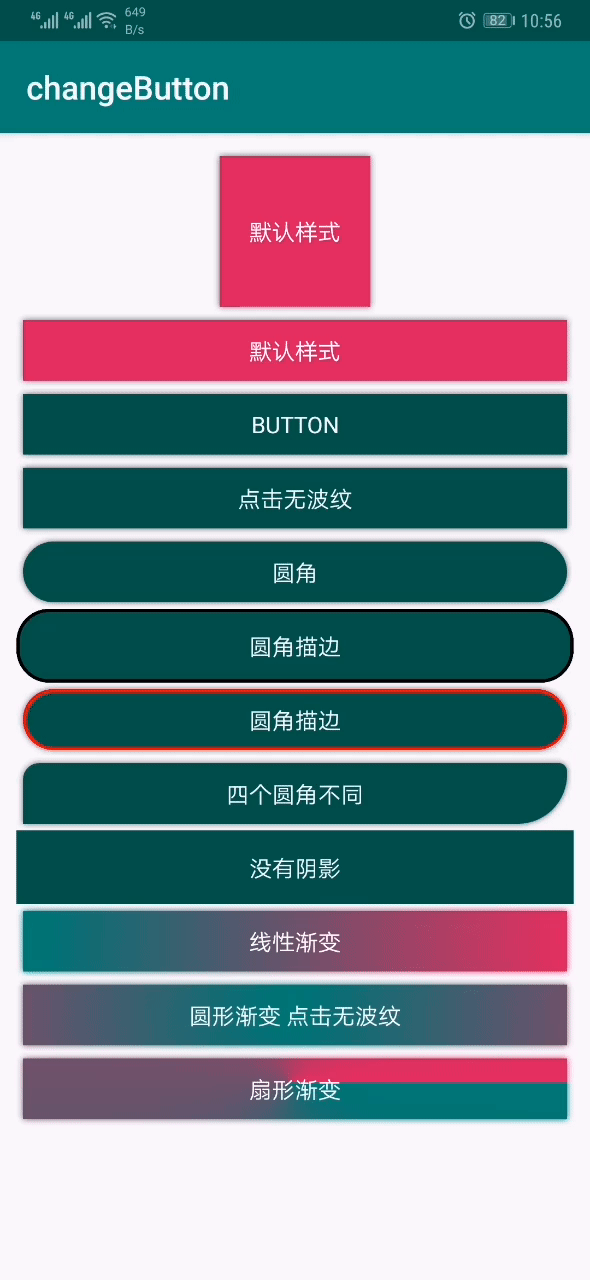 4G 4G 649 B/s 82 10:56
changeButton
默认样式
默认样式
BUTTON
点击无波纹
圆角
圆角描边
圆角描边
四个圆角不同
没有阴影
线性渐变
圆形渐变 点击无波纹
扇形渐变